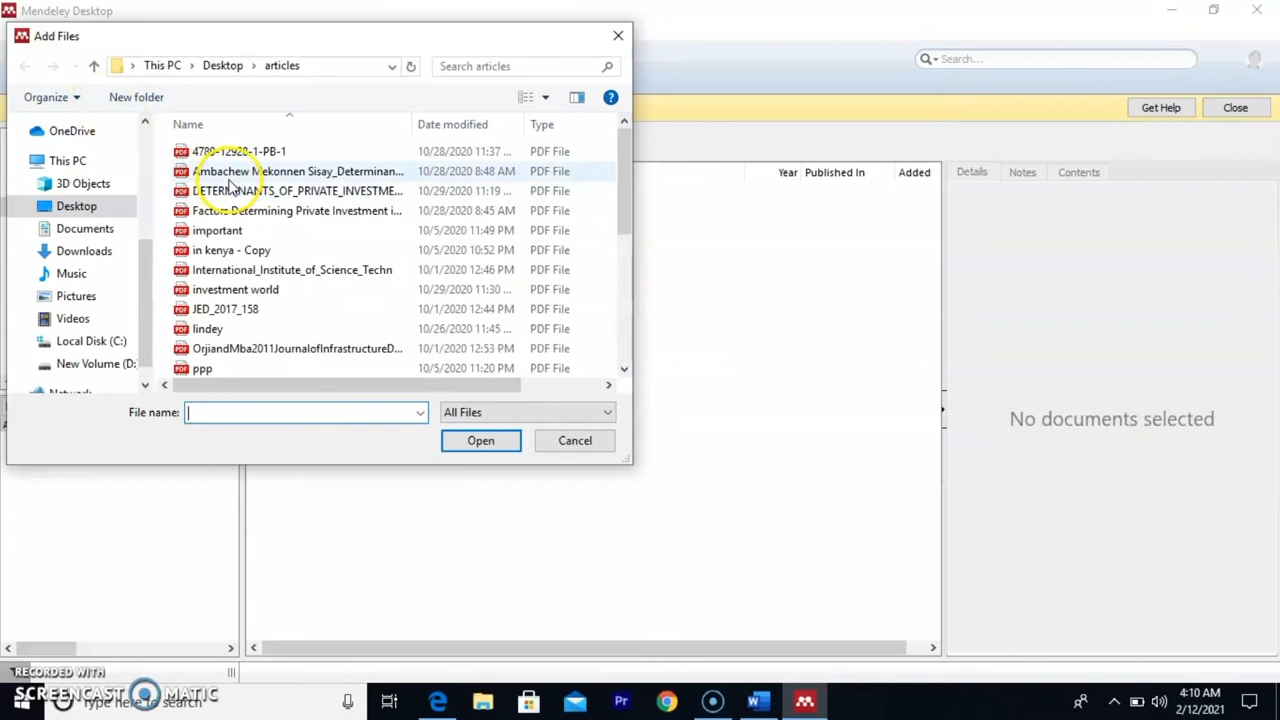 Mendeley Desktop
Add Files
This PC Desktop articles
Search articles
Search...
Organize New folder
Get Help Close
Name Date modified Type
OneDrive
This PC
3D Objects
Desktop
Documents
Downloads
Music
Pictures
Videos
Local Disk (C:)
New Volume (D:
4789-12928-1-PB-1 10/28/2020 11:37 ... PDF File
Ambachew Mekonnen Sisay_Determinan... 10/28/2020 8:48 AM PDF File
DETERMINANTS_OF_PRIVATE_INVESTME... 10/29/2020 11:19 ... PDF File
Factors Determining Private Investment i... 10/28/2020 8:45 AM PDF File
important 10/5/2020 11:49 PM PDF File
in kenya - Copy 10/5/2020 10:52 PM PDF File
International_Institute_of_Science_Techn 10/1/2020 12:46 PM PDF File
investment world 10/29/2020 11:30 ... PDF File
JED_2017_158 10/1/2020 12:44 PM PDF File
lindey 10/26/2020 11:45 ... PDF File
OrjiandMba2011JournalofInfrastructureD... 10/1/2020 12:53 PM PDF File
ppp 10/5/2020 11:20 PM PDF File
File name: All Files
Open Cancel
Year Published In Added
Details Notes Contents
No documents selected
RECORDED WITH
SCREENCAST MATIC
Type here to search
Pr
4:10 AM
2/12/2021